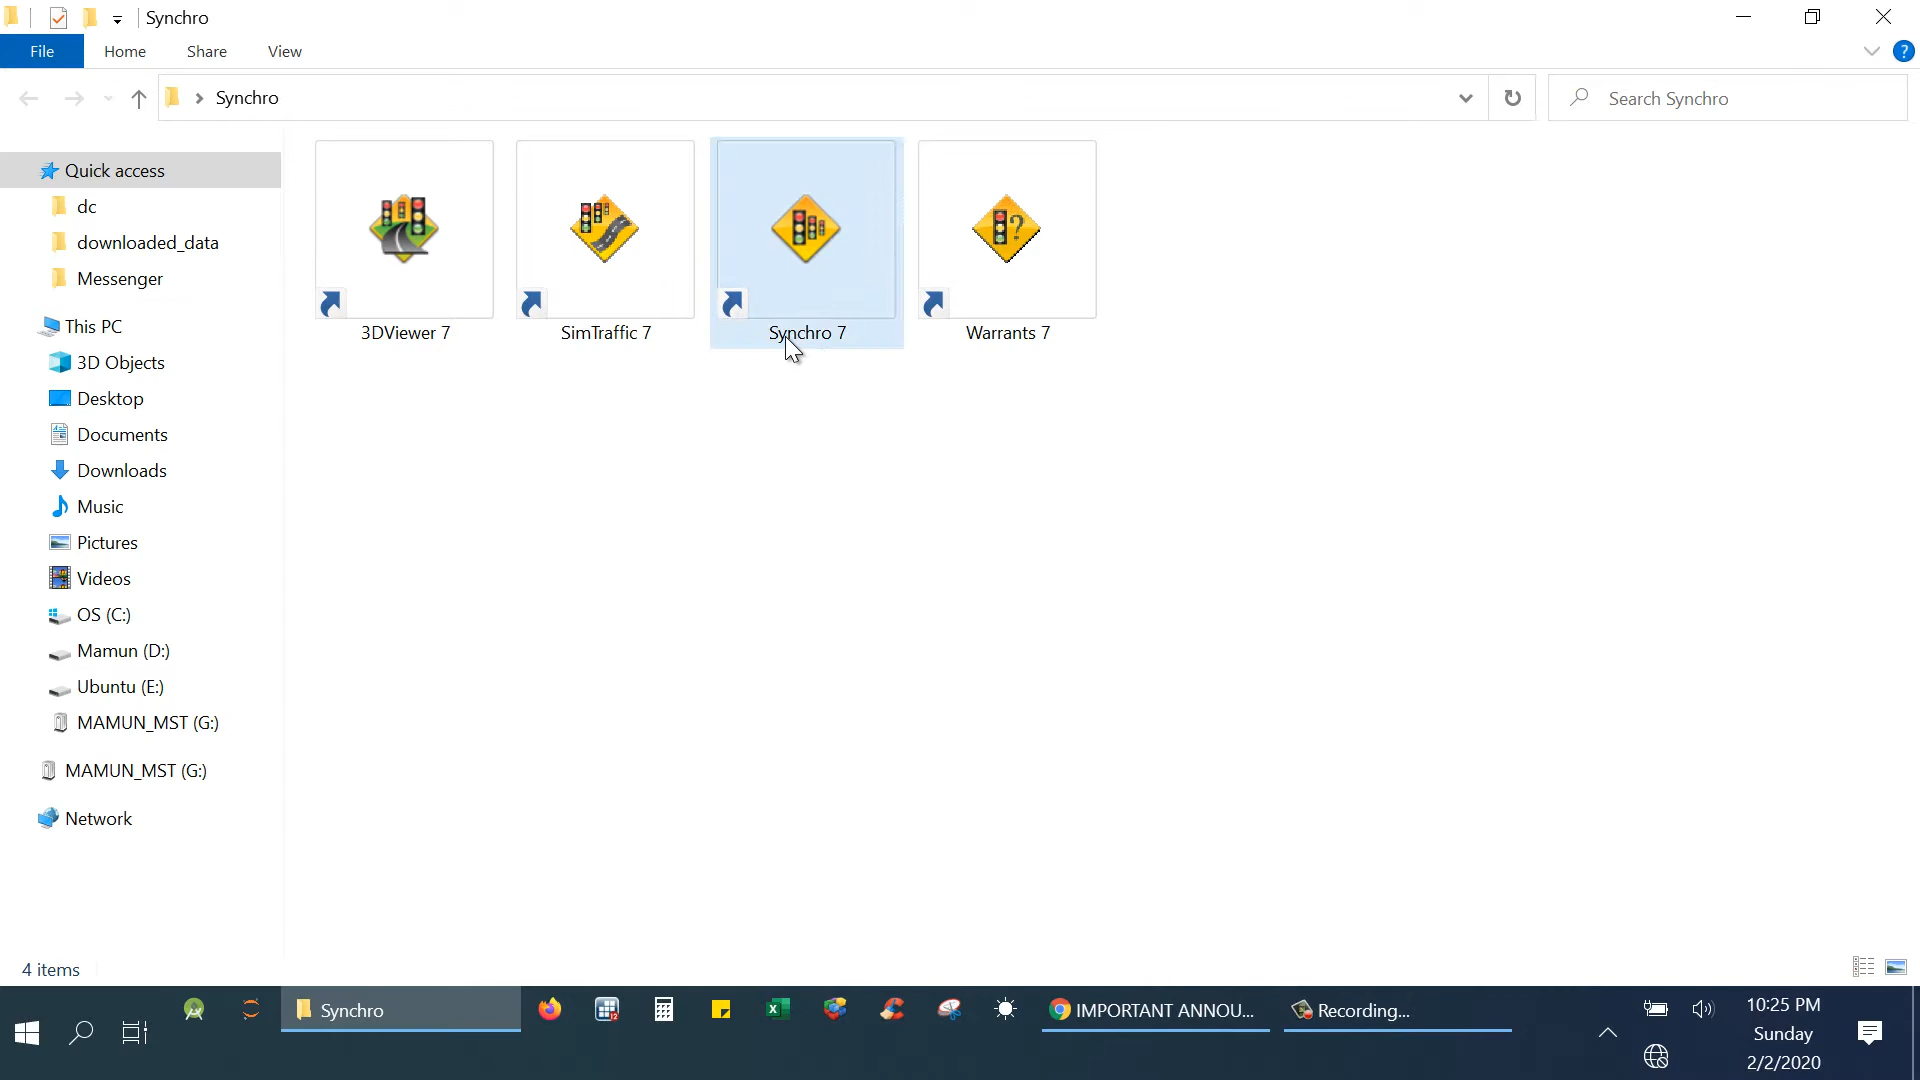 Synchro
File Home Share View
?
Synchro
Search Synchro
Quick access
dc
downloaded_data
Messenger
This PC
3D Objects
Desktop
Documents
Downloads
Music
Pictures
Videos
OS (C:)
Mamun (D:)
Ubuntu (E:)
MAMUN_MST (G:)
MAMUN_MST (G:)
Network
?
3DViewer 7 SimTraffic 7 Synchro 7 Warrants 7
4 items
Synchro
IMPORTANT ANNOU...
Recording...
10:25 PM
Sunday
2/2/2020